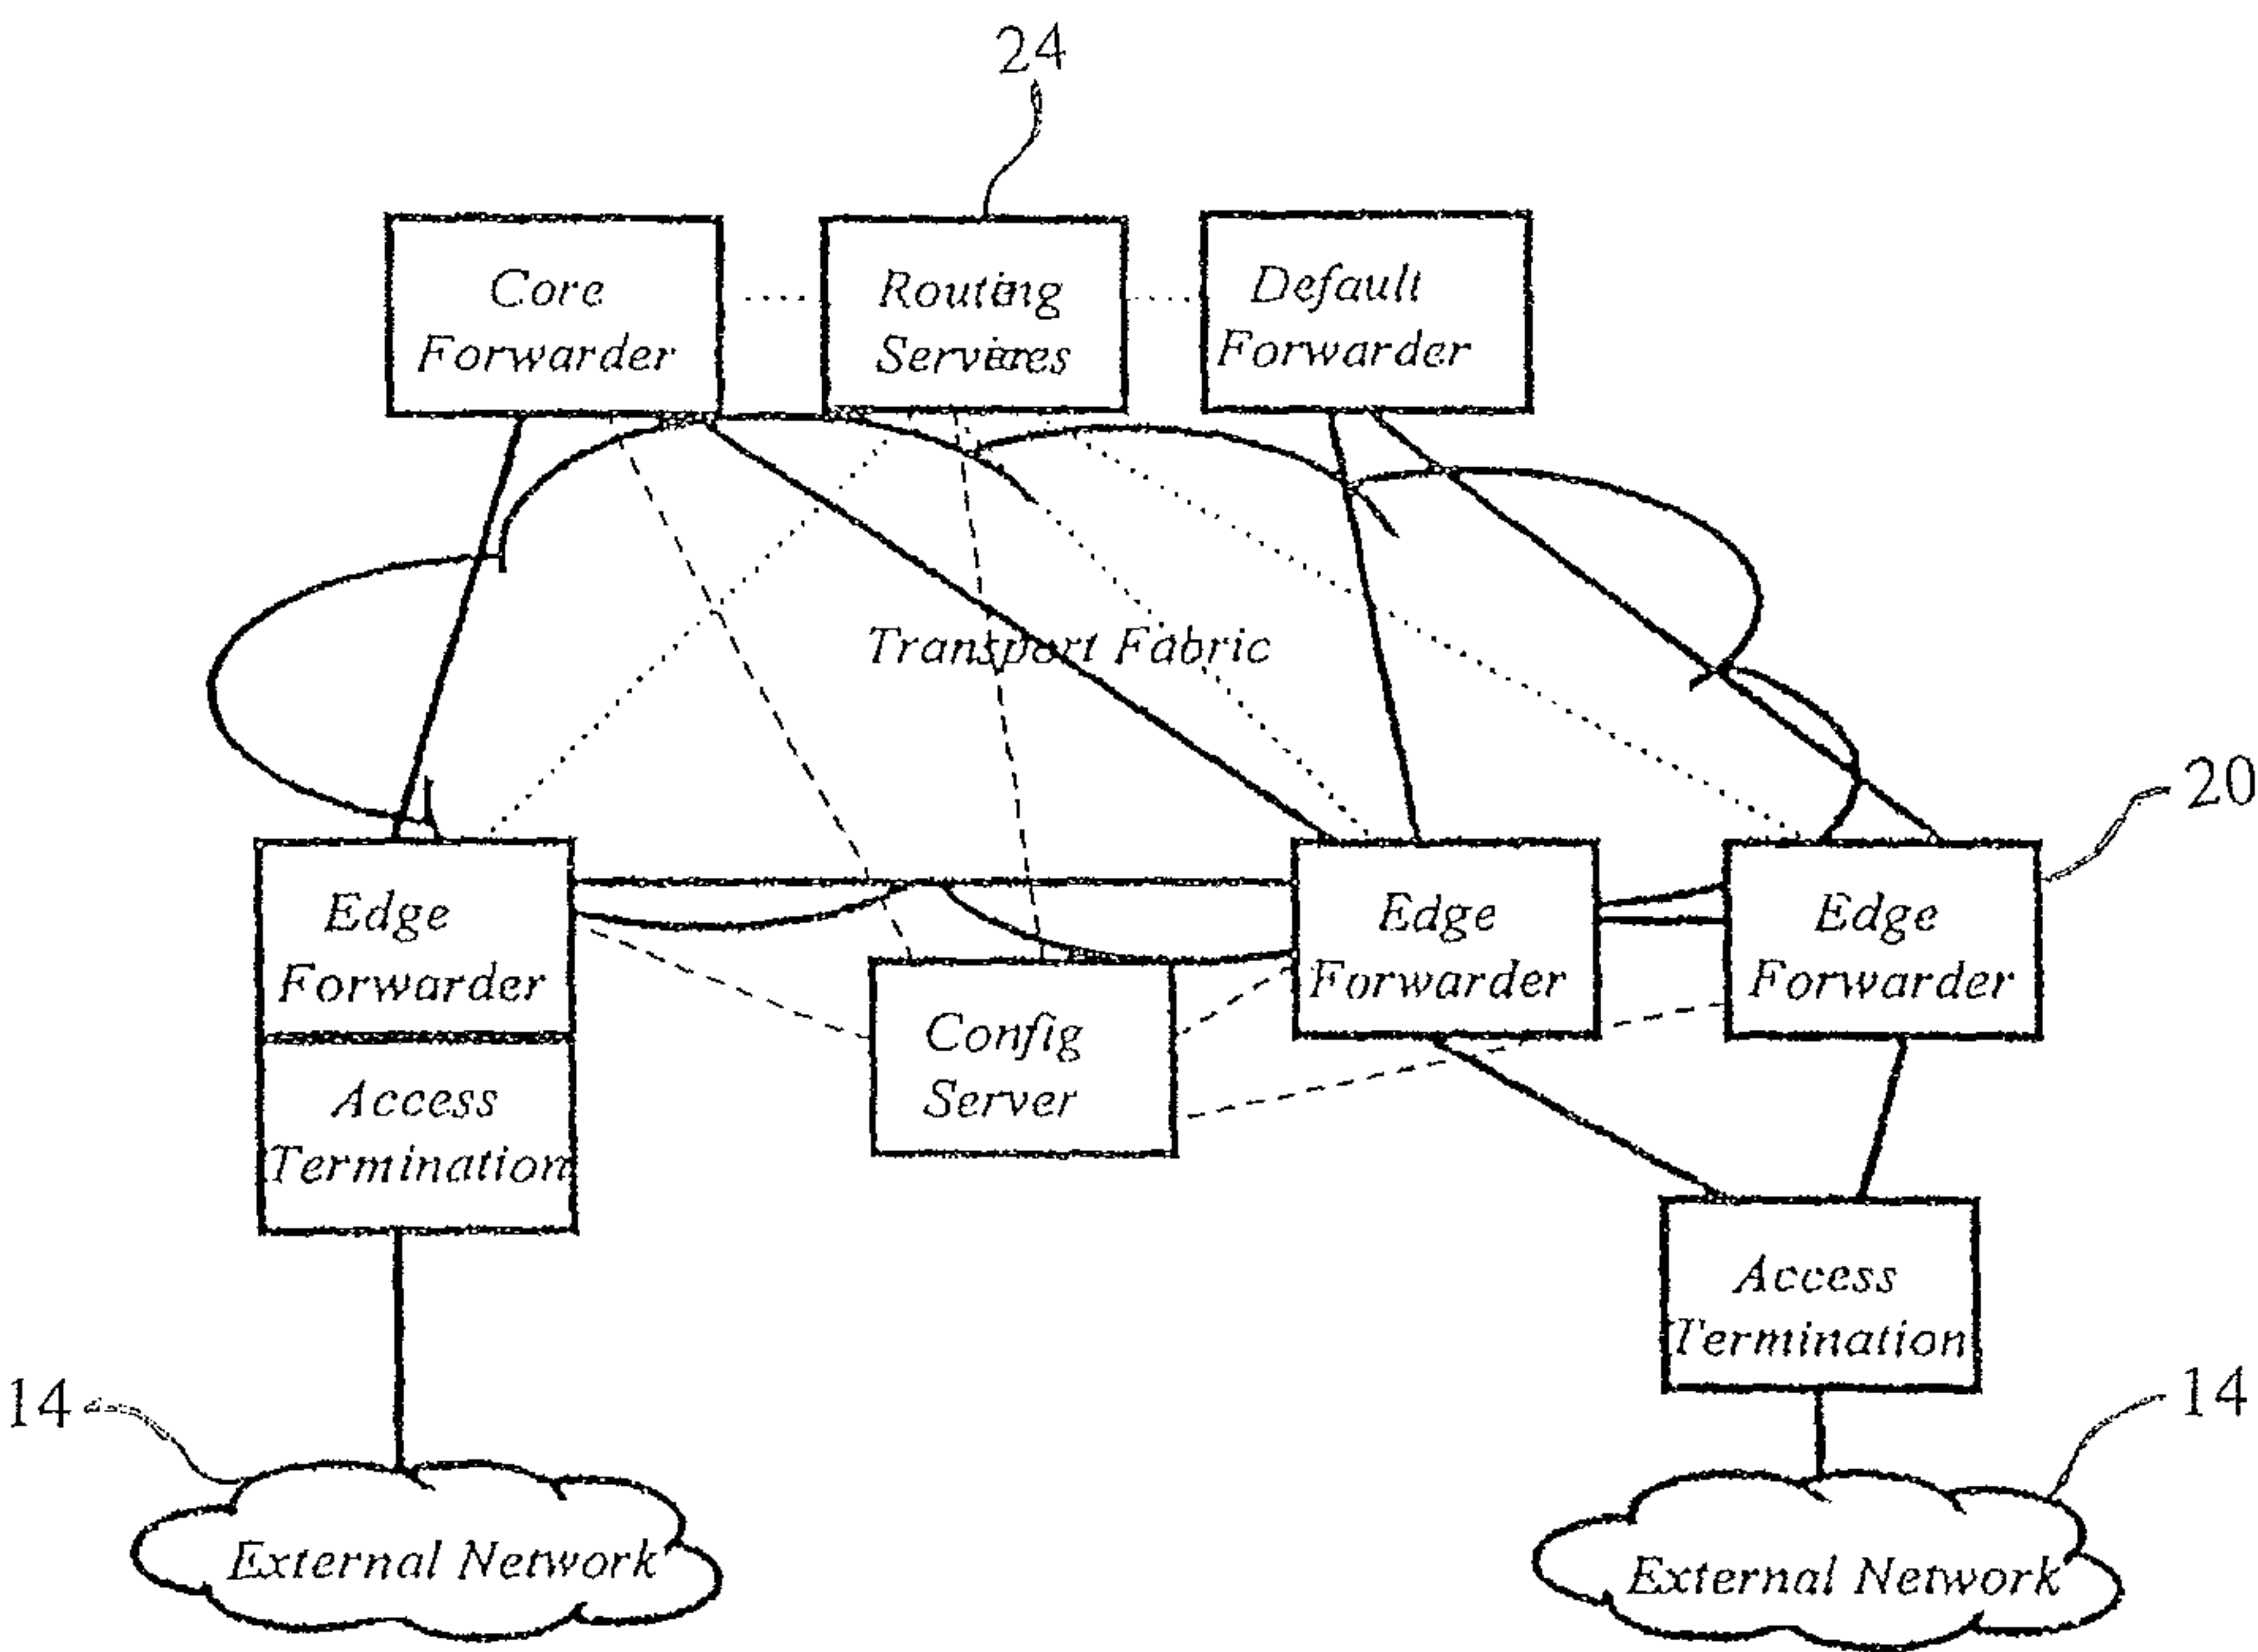 24
Core
Forwarder
Routing
Services
Default
Forwarder
Transport Fabric
20
Edge
Forwarder
Edge
Forwarder
Edge
Forwarder
Config
Server
Access
Termination
Access
Termination
14
14
External Network
External Network